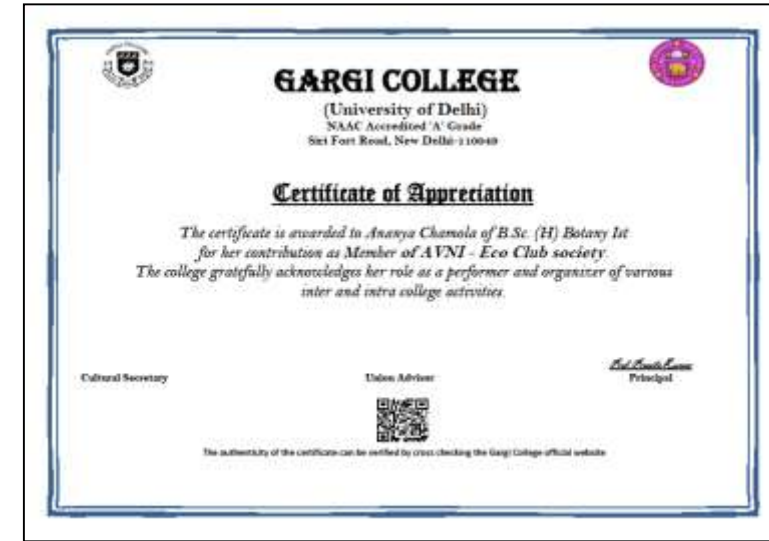 GARGI COLLEGE
(University of Delhi)
NAAC Accredited 'A' Grade
Siri Fort Road, New Delhi-110049
Certificate of Appreciation
The certificate is awarded to Ananya Chamola of B.Sc. (H) Botany Ist
for her contribution as Member of AVNI - Eco Club society.
The college gratefully acknowledges her role as a performer and organizer of various
inter and intra college activities.
Cultural Secretary
Union Advisor
Principal
The authenticity of the certificate can be verified by cross checking the Gargi College official website